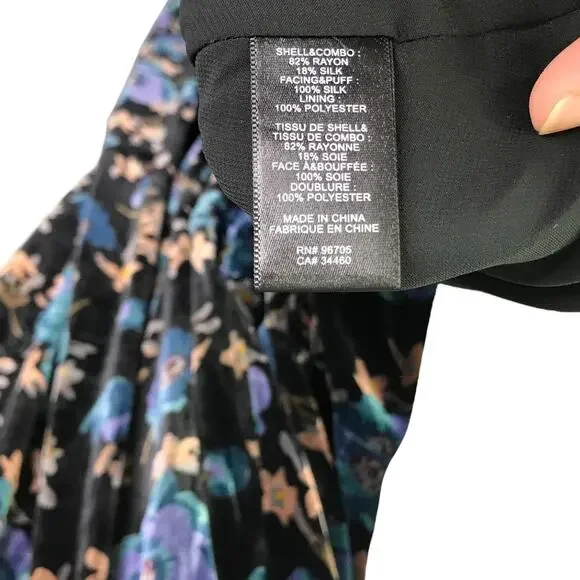 SHELL&COMBO :
82% RAYON
18% SILK
FACING&PUFF :
100% SILK
LINING :
100% POLYESTER
TISSU DE SHELL&
TISSU DE COMBO :
82% RAYONNE
18% SOIE
FACE À&BOUFFÉE :
100% SOIE
DOUBLURE :
100% POLYESTER
MADE IN CHINA
FABRIQUE EN CHINE
RN# 96705
CA# 34460